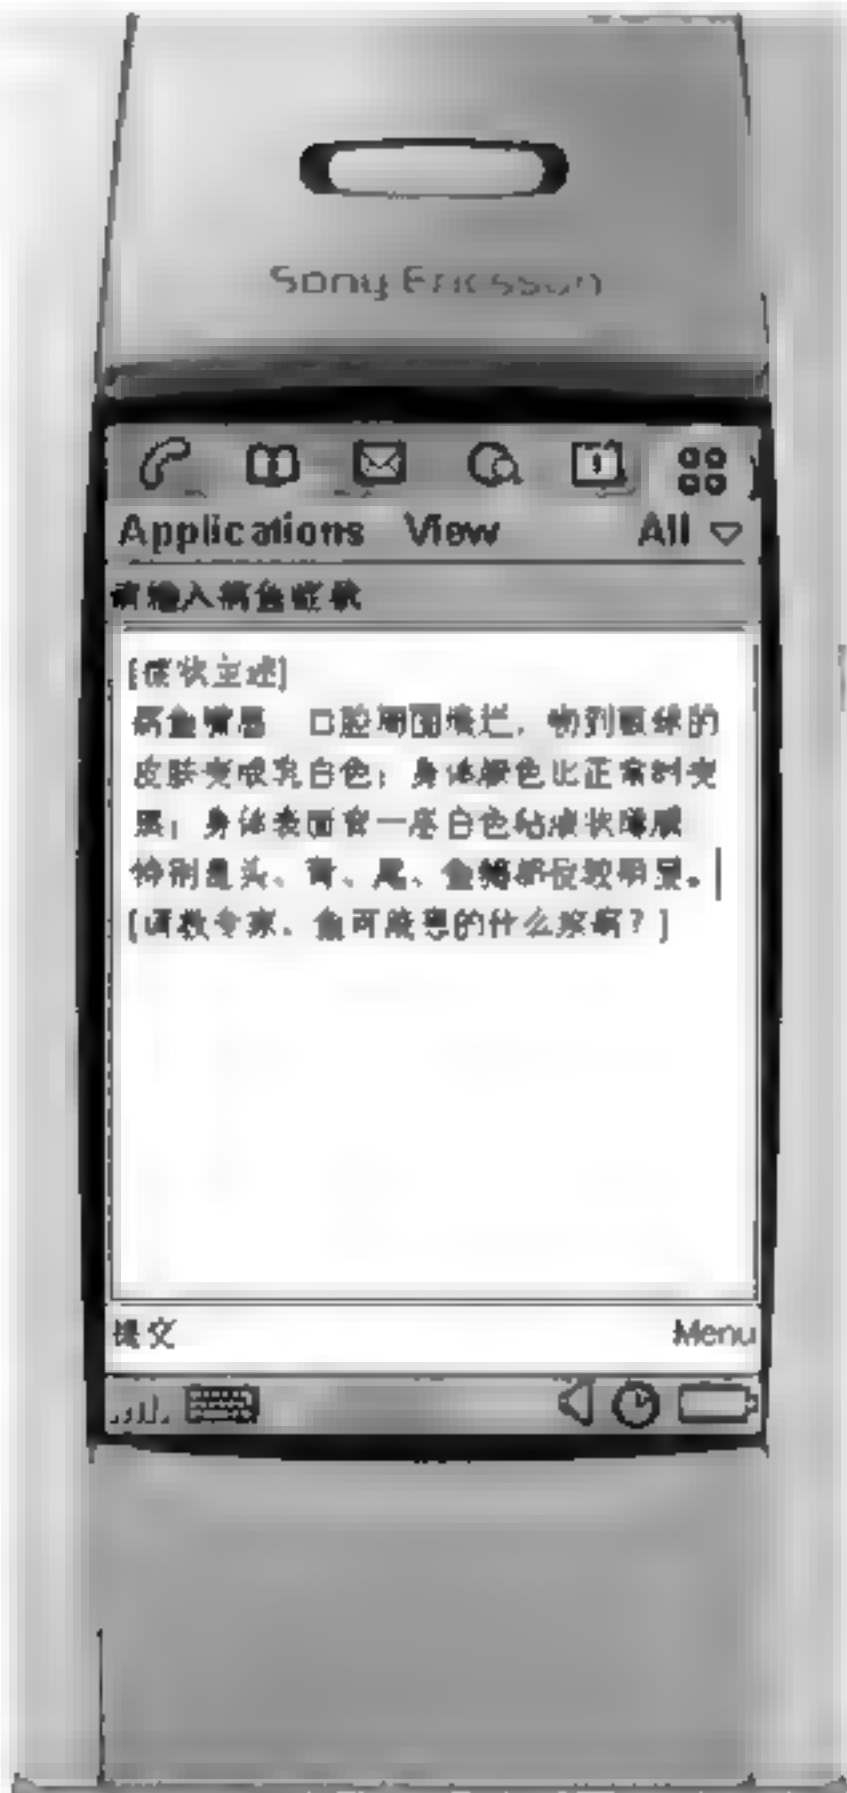 Sony Ericsson
Applications View All
请输入病鱼症状
[症状主述]
病鱼 口腔周围溃烂，吻到眼球的
皮肤变成乳白色；身体颜色比正常时变
黑；身体表面有一层白色粘液状薄膜
特别是头、背、尾、鱼鳍部位较明显。
[请教专家，鱼可能患的什么疾病？]
提交 Menu